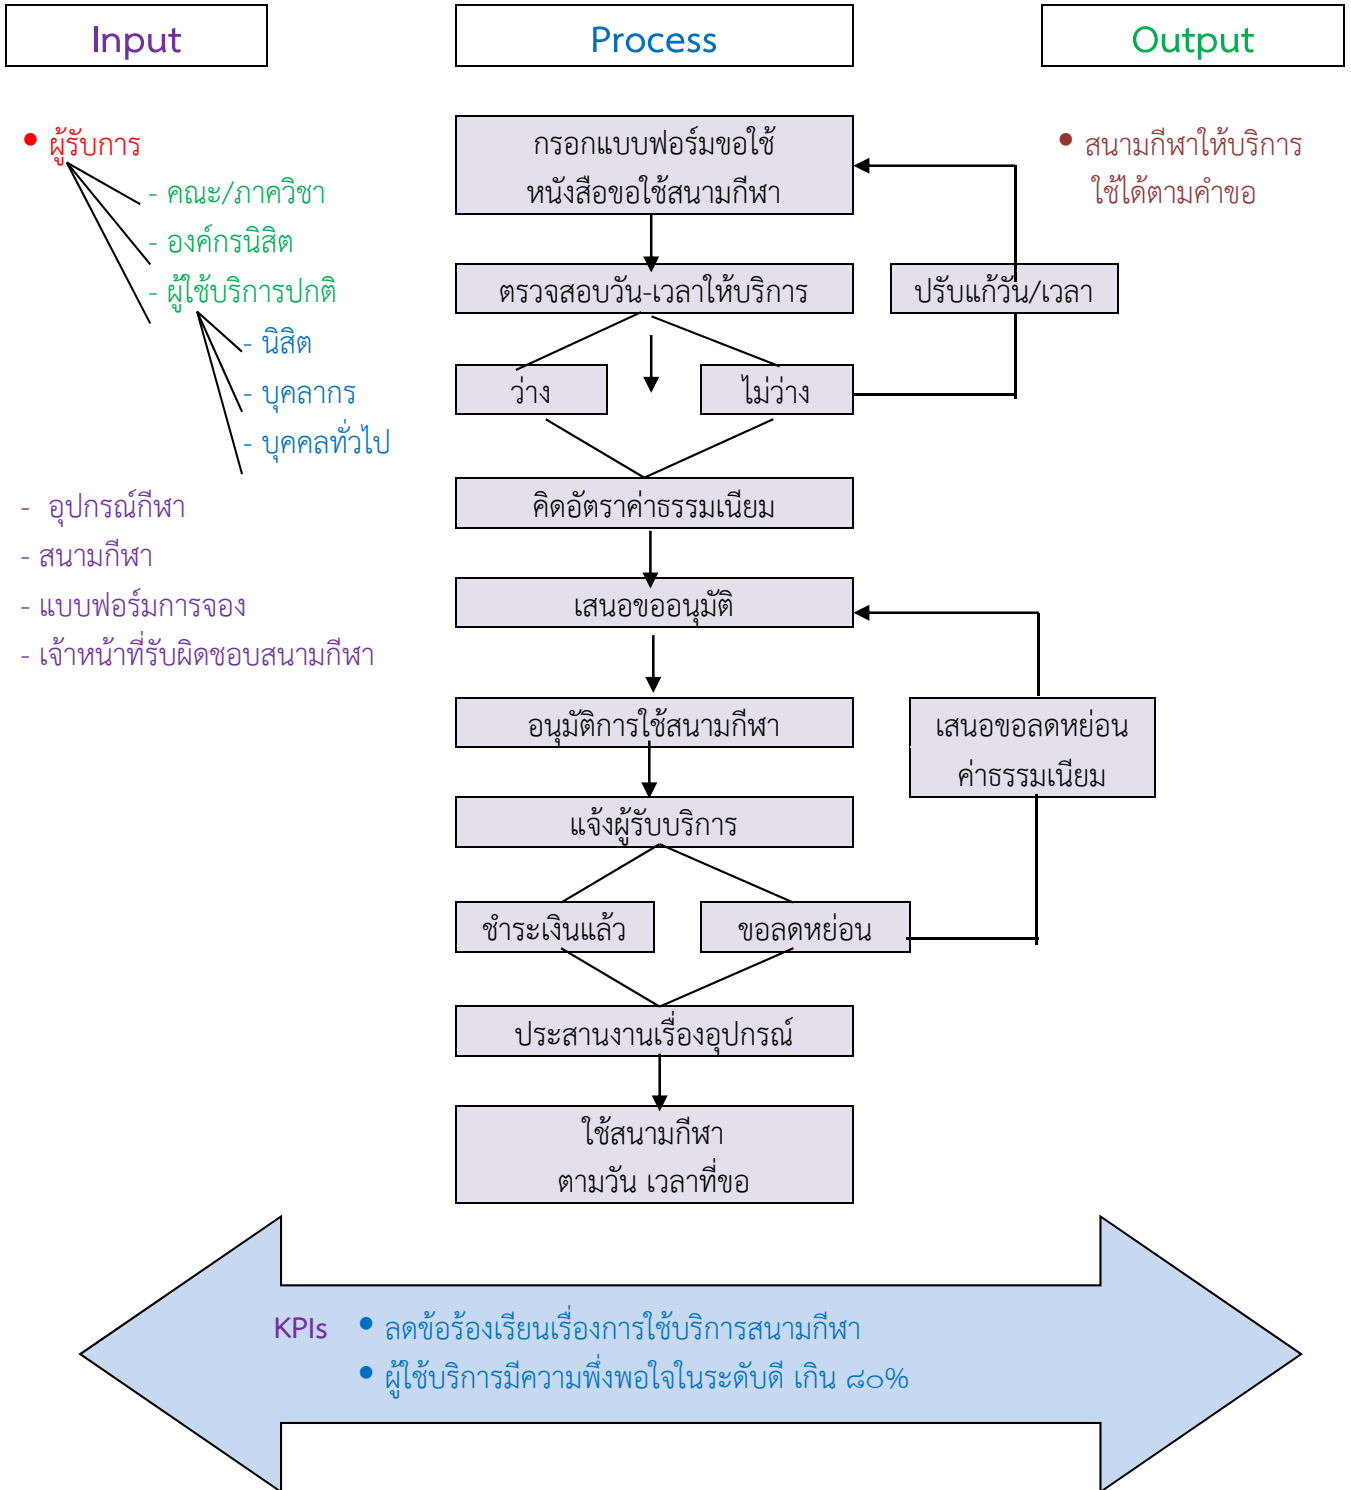 Input
Process
Output
• ผู้รับการ
- คณะ/ภาควิชา
- องค์กรนิสิต
- ผู้ใช้บริการปกติ
- นิสิต
- บุคลากร
- บุคคลทั่วไป
- อุปกรณ์กีฬา
- สนามกีฬา
- แบบฟอร์มการจอง
- เจ้าหน้าที่รับผิดชอบสนามกีฬา
กรอกแบบฟอร์มขอใช้
หนังสือขอใช้สนามกีฬา
ตรวจสอบวัน-เวลาให้บริการ
ปรับแก้วัน/เวลา
ว่าง
ไม่ว่าง
คิดอัตราค่าธรรมเนียม
เสนอขออนุมัติ
อนุมัติการใช้สนามกีฬา
เสนอขอลดหย่อน
ค่าธรรมเนียม
แจ้งผู้รับบริการ
ชำระเงินแล้ว
ขอลดหย่อน
ประสานงานเรื่องอุปกรณ์
ใช้สนามกีฬา
ตามวัน เวลาที่ขอ
• สนามกีฬาให้บริการ
ใช้ได้ตามคำขอ
KPIs • ลดข้อร้องเรียนเรื่องการใช้บริการสนามกีฬา
• ผู้ใช้บริการมีความพึ่งพอใจในระดับดี เกิน ๘๐%